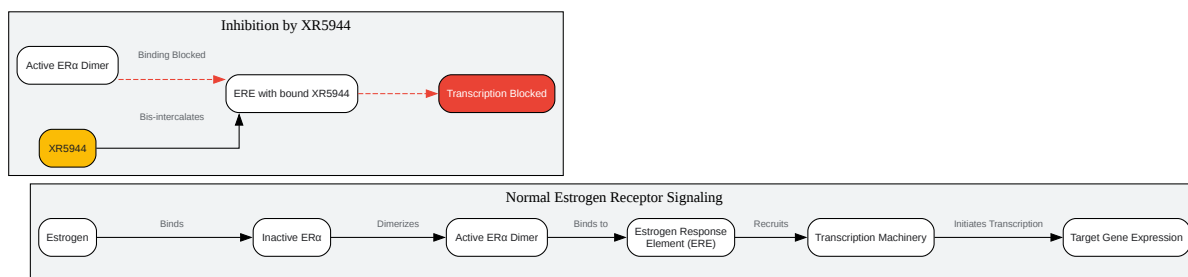 Inhibition by XR5944
Active ERα Dimer
Binding Blocked
ERE with bound XR5944
Transcription Blocked
Bis-intercalates
XR5944
Normal Estrogen Receptor Signaling
Estrogen
Binds
Inactive ERα
Dimerizes
Active ERα Dimer
Binds to
Estrogen Response
Element (ERE)
Recruits
Transcription Machinery
Initiates Transcription
Target Gene Expression